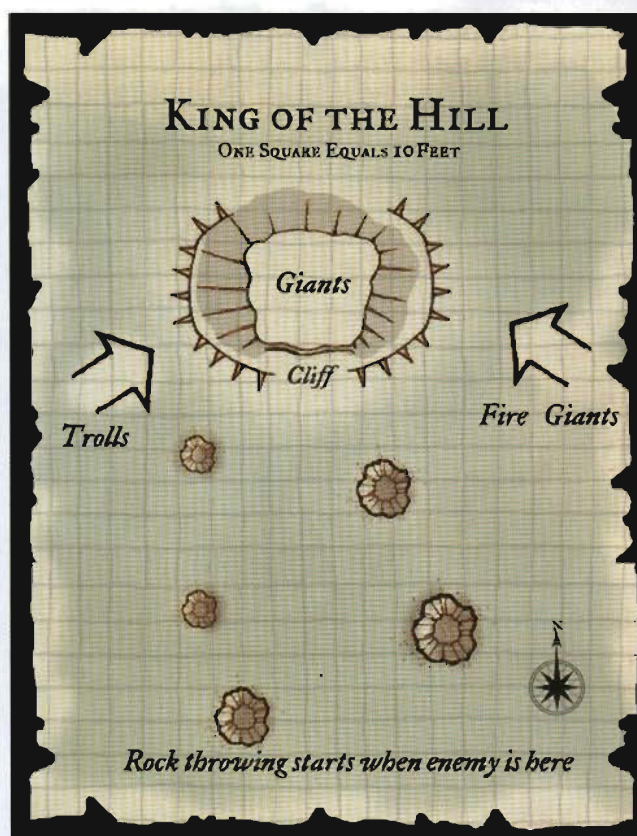 KING OF THE HILL
ONE SQUARE EQUALS 10 FEET
Giants
Cliff
Trolls
Fire Giants
N
Rock throwing starts when enemy is here